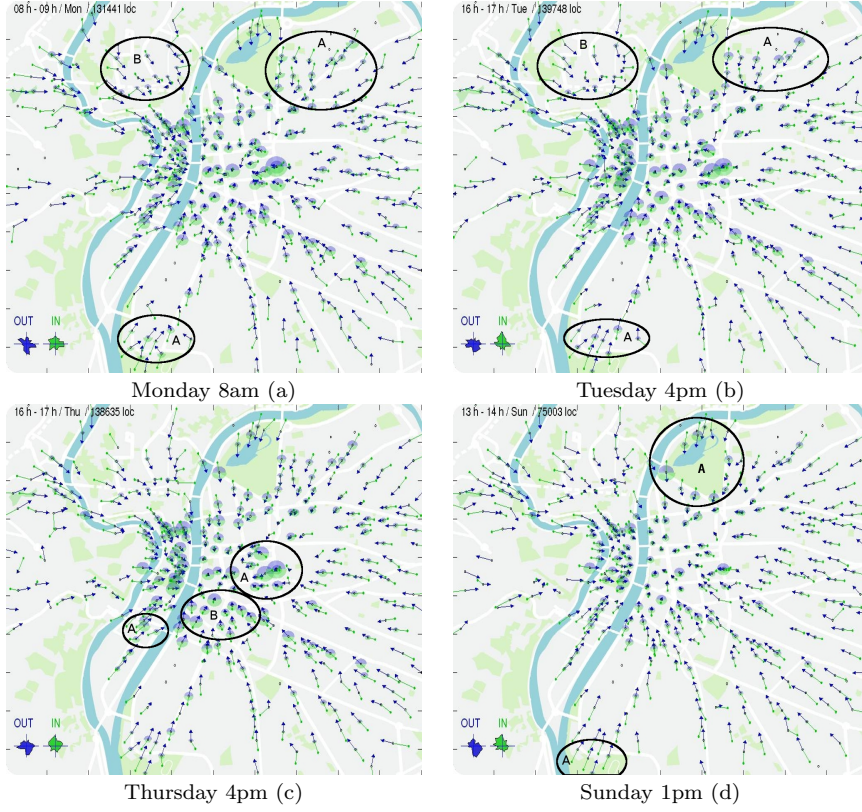 08 h - 09 h / Mon / 131441 loc
B
A
A
OUT
IN
Monday 8am (a)
16 h - 17 h / Tue / 139748 loc
B
A
A
OUT
IN
Tuesday 4pm (b)
16 h - 17 h / Thu / 138635 loc
A
B
A
OUT
IN
Thursday 4pm (c)
13 h - 14 h / Sun / 75003 loc
A
A
OUT
IN
Sunday 1pm (d)